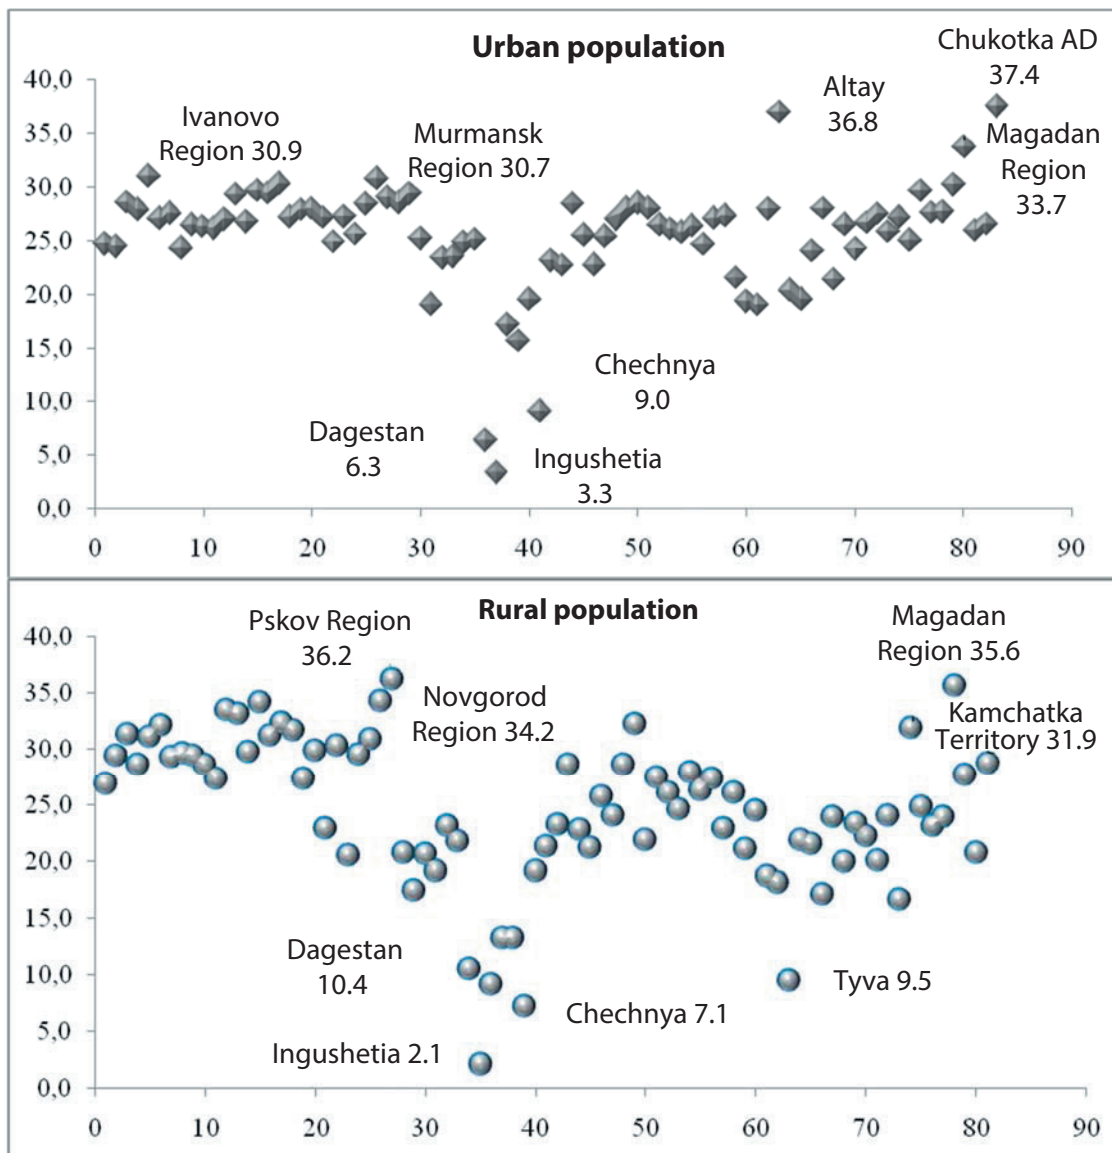 Urban population
Chukotka AD
37.4
Altay
36.8
Ivanovo
Region 30.9
Murmansk
Region 30.7
Magadan
Region
33.7
Chechnya
9.0
Dagestan
6.3
Ingushetia
3.3
40,0
35,0
30,0
25,0
20,0
15,0
10,0
5,0
0,0
0 10 20 30 40 50 60 70 80 90
Rural population
Pskov Region
36.2
Magadan
Region 35.6
Novgorod
Region 34.2
Kamchatka
Territory 31.9
Dagestan
10.4
Tyva 9.5
Chechnya 7.1
Ingushetia 2.1
40,0
35,0
30,0
25,0
20,0
15,0
10,0
5,0
0,0
0 10 20 30 40 50 60 70 80 90